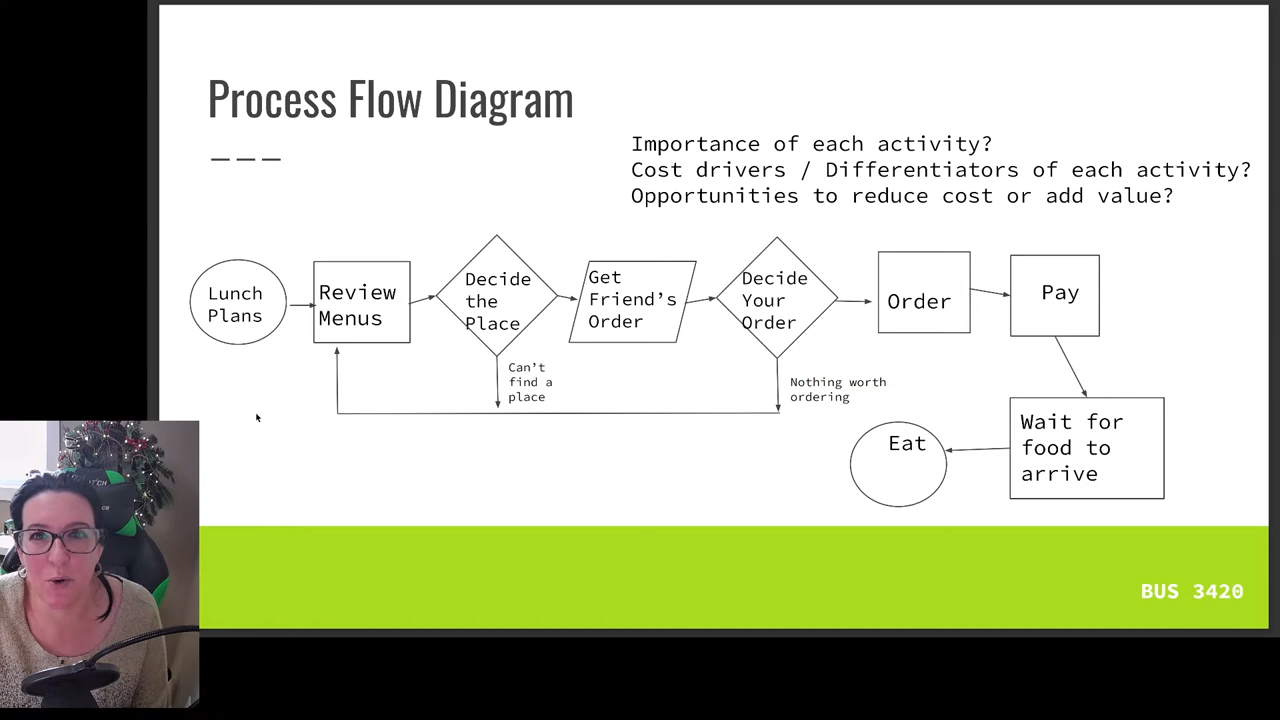 Process Flow Diagram
Importance of each activity?
Cost drivers / Differentiators of each activity?
Opportunities to reduce cost or add value?
Lunch
Plans
Review
Menus
Decide
the
Place
Get
Friend's
Order
Decide
Your
Order
Order
Pay
Can't
find a
place
Nothing worth
ordering
Wait for
food to
arrive
Eat
BUS 3420